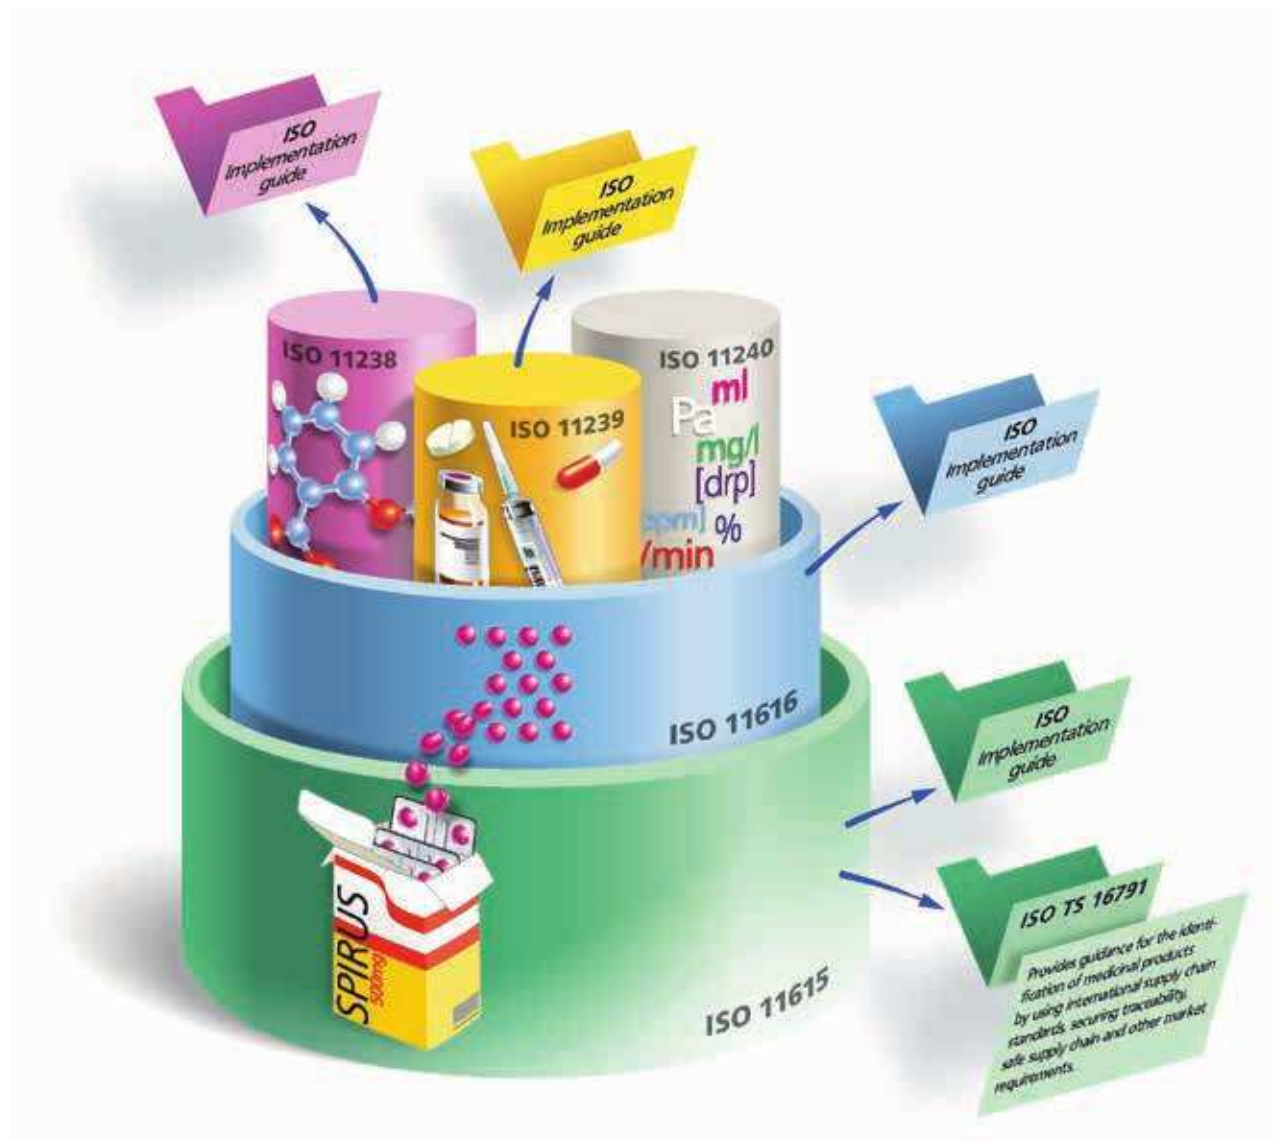 ISO
Implementation
guide
ISO
Implementation
guide
ISO 11238
ISO 11239
ISO 11240
ml
Pa
mg/l
[drp]
%
/min
ISO
Implementation
guide
ISO 11616
ISO
Implementation
guide
SPIRUS
500mg
ISO 11615
ISO TS 16791
Provides guidance for the identi-
fication of medicinal products
by using international supply chain
standards, securing traceability,
safe supply chain and other market
requirements.